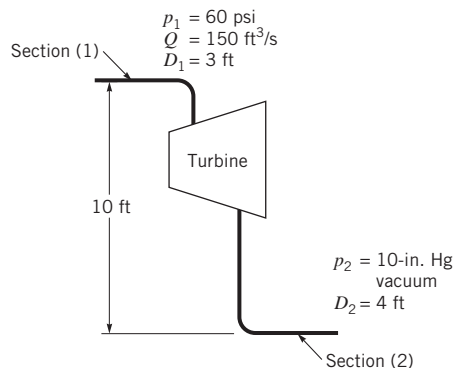 p₁ = 60 psi
Q = 150 ft³/s
D₁ = 3 ft
Section (1)
Turbine
10 ft
p₂ = 10-in. Hg
vacuum
D₂ = 4 ft
Section (2)